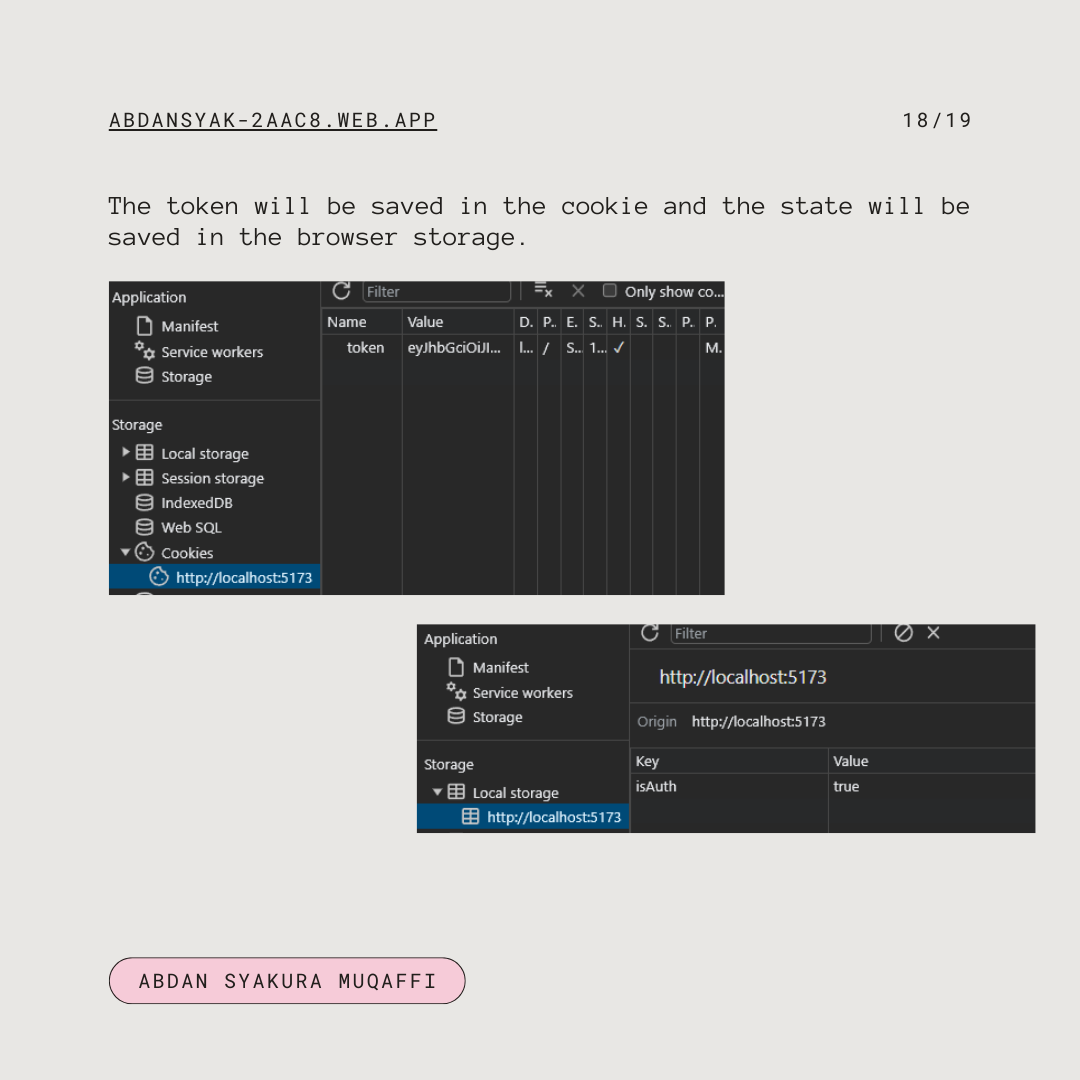 ABDANSYAK-2AAC8.WEB.APP
18/19
The token will be saved in the cookie and the state will be
saved in the browser storage.
Application
Manifest
Service workers
Storage
Storage
Local storage
Session storage
IndexedDB
Web SQL
Cookies
http://localhost:5173
Filter
Only show co...
Name Value D. P.. E. S.. H. S. S.. P.. P.
token eyJhbGciOiJI... l... / S... 1... ✓ M.
Application
Manifest
Service workers
Storage
Storage
Local storage
http://localhost:5173
Filter
http://localhost:5173
Origin http://localhost:5173
Key Value
isAuth true
ABDAN SYAKURA MUQAFFI